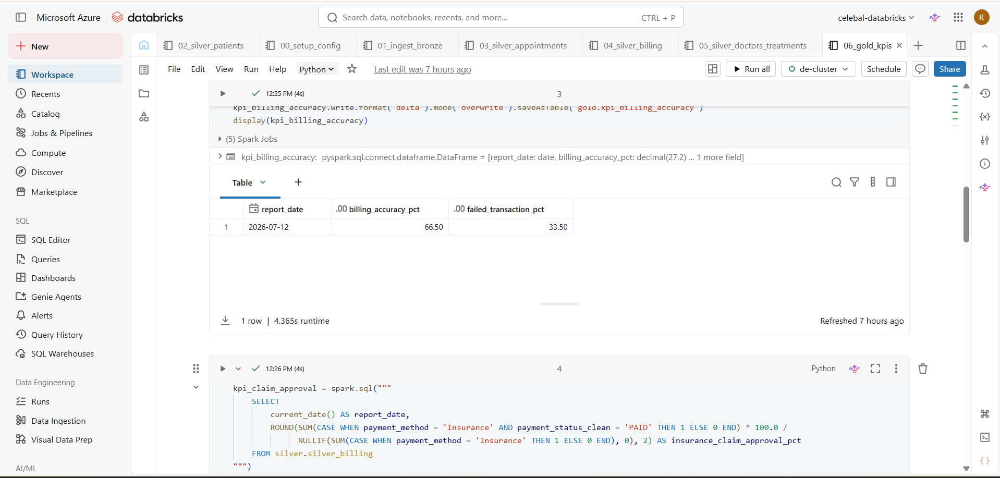 Microsoft Azure databricks
Search data, notebooks, recents, and more... CTRL + P
celebal-databricks
R
New
Workspace
Recents
Catalog
Jobs & Pipelines
Compute
Discover
Marketplace
SQL
SQL Editor
Queries
Dashboards
Genie Agents
Alerts
Query History
SQL Warehouses
Data Engineering
Runs
Data Ingestion
Visual Data Prep
AI/ML
02_silver_patients 00_setup_config 01_ingest_bronze 03_silver_appointments 04_silver_billing 05_silver_doctors_treatments 06_gold_kpis
File Edit View Run Help Python Last edit was 7 hours ago
Run all de-cluster Schedule Share
12:25 PM (4s) 3
kpi_billing_accuracy.write.format("delta").mode("overwrite").saveAsTable("gold.kpi_billing_accuracy")
display(kpi_billing_accuracy)
(5) Spark Jobs
kpi_billing_accuracy: pyspark.sql.connect.dataframe.DataFrame = [report_date: date, billing_accuracy_pct: decimal(27,2) ... 1 more field]
Table
report_date .00 billing_accuracy_pct .00 failed_transaction_pct
1 2026-07-12 66.50 33.50
1 row | 4.365s runtime
Refreshed 7 hours ago
12:26 PM (4s) 4 Python
kpi_claim_approval = spark.sql("""
SELECT
current_date() AS report_date,
ROUND(SUM(CASE WHEN payment_method = 'Insurance' AND payment_status_clean = 'PAID' THEN 1 ELSE 0 END) * 100.0 /
NULLIF(SUM(CASE WHEN payment_method = 'Insurance' THEN 1 ELSE 0 END), 0), 2) AS insurance_claim_approval_pct
FROM silver.silver_billing
""")